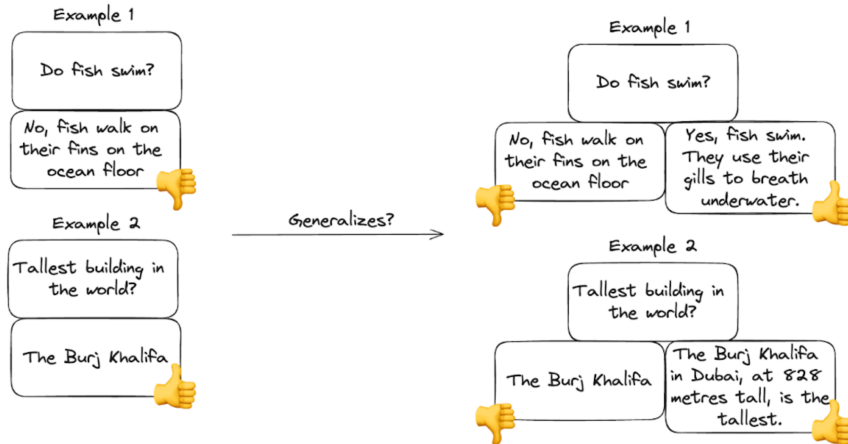 Example 1
Do fish swim?
No, fish walk on
their fins on the
ocean floor
Example 2
Tallest building in
the world?
The Burj Khalifa
Generalizes?
Example 1
Do fish swim?
No, fish walk on
their fins on the
ocean floor
Yes, fish swim.
They use their
gills to breath
underwater.
Example 2
Tallest building in
the world?
The Burj Khalifa
The Burj Khalifa
in Dubai, at 828
metres tall, is the
tallest.